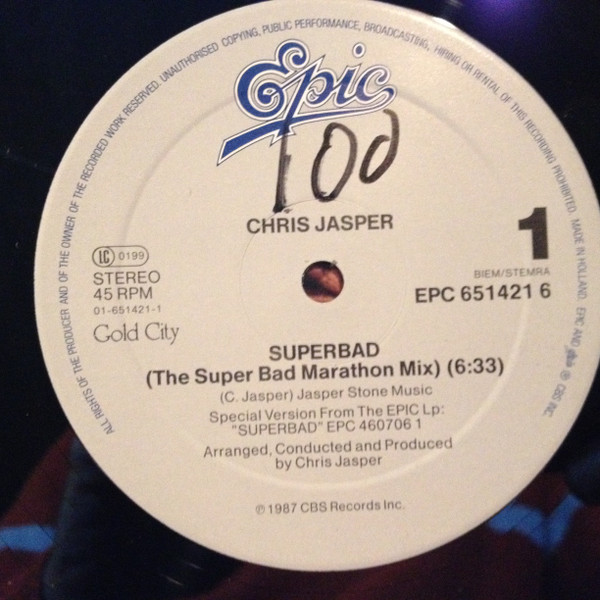 ALL RIGHTS OF THE PRODUCER AND OF THE OWNER OF THE RECORDED WORK RESERVED. UNAUTHORISED COPYING, PUBLIC PERFORMANCE, BROADCASTING, HIRING OR RENTAL OF THIS RECORDING PROHIBITED. MADE IN HOLLAND. EPIC AND ℗ CBS INC.
Epic
100
CHRIS JASPER
1
LC 0199
STEREO
45 RPM
01-651421-1
Gold City
BIEM/STEMRA
EPC 651421 6
SUPERBAD
(The Super Bad Marathon Mix) (6:33)
(C. Jasper) Jasper Stone Music
Special Version From The EPIC Lp:
"SUPERBAD" EPC 460706 1
Arranged, Conducted and Produced
by Chris Jasper
℗ 1987 CBS Records Inc.